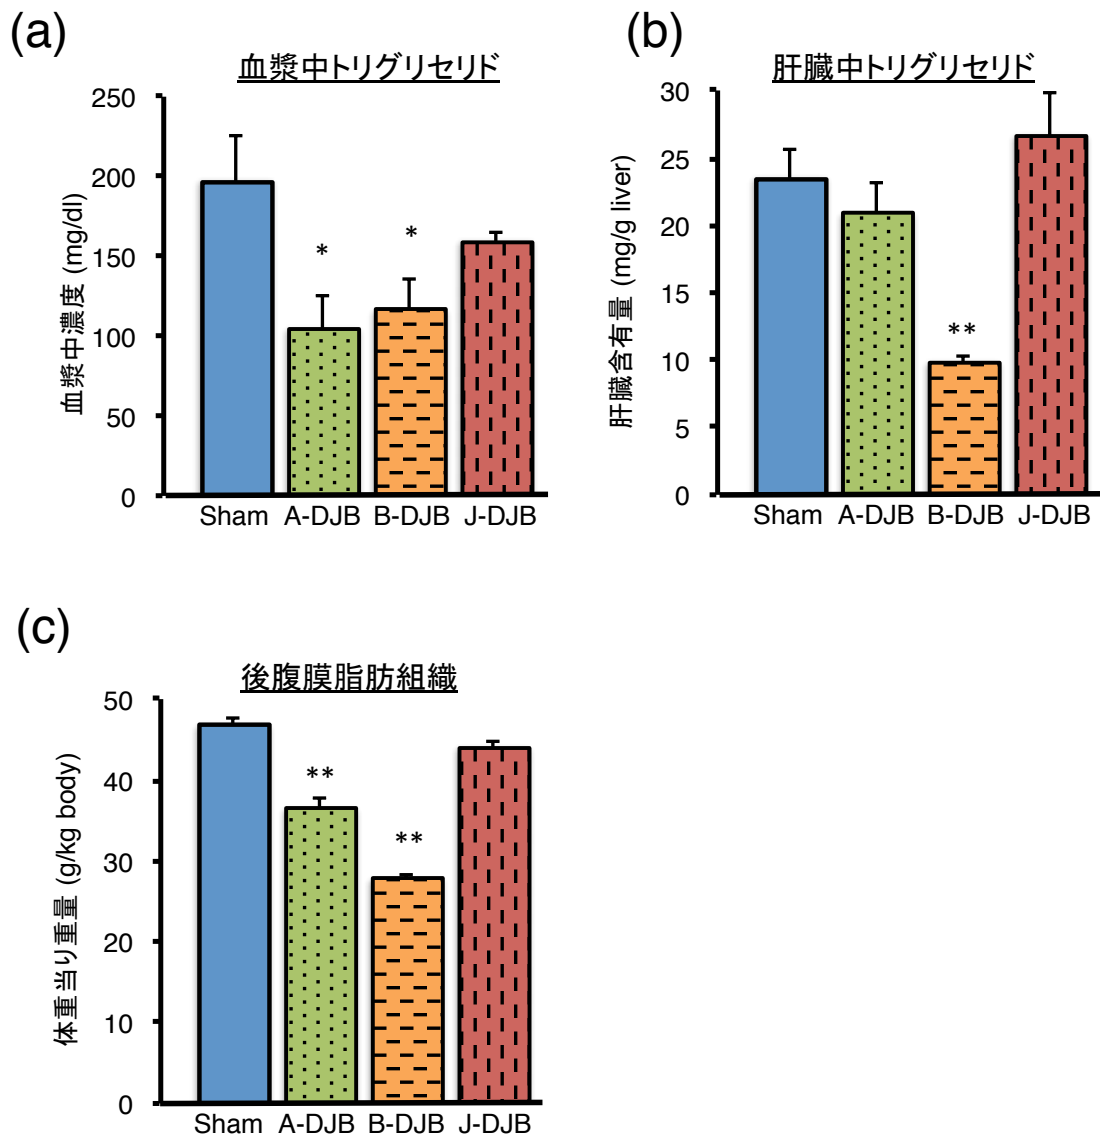 (a)
血漿中トリグリセリド
血漿中濃度 (mg/dl)
250
200
150
100
50
0
*
*
Sham A-DJB B-DJB J-DJB
(b)
肝臓中トリグリセリド
肝臓含有量 (mg/g liver)
30
25
20
15
10
5
0
**
Sham A-DJB B-DJB J-DJB
(c)
後腹膜脂肪組織
体重当り重量 (g/kg body)
50
40
30
20
10
0
**
**
Sham A-DJB B-DJB J-DJB